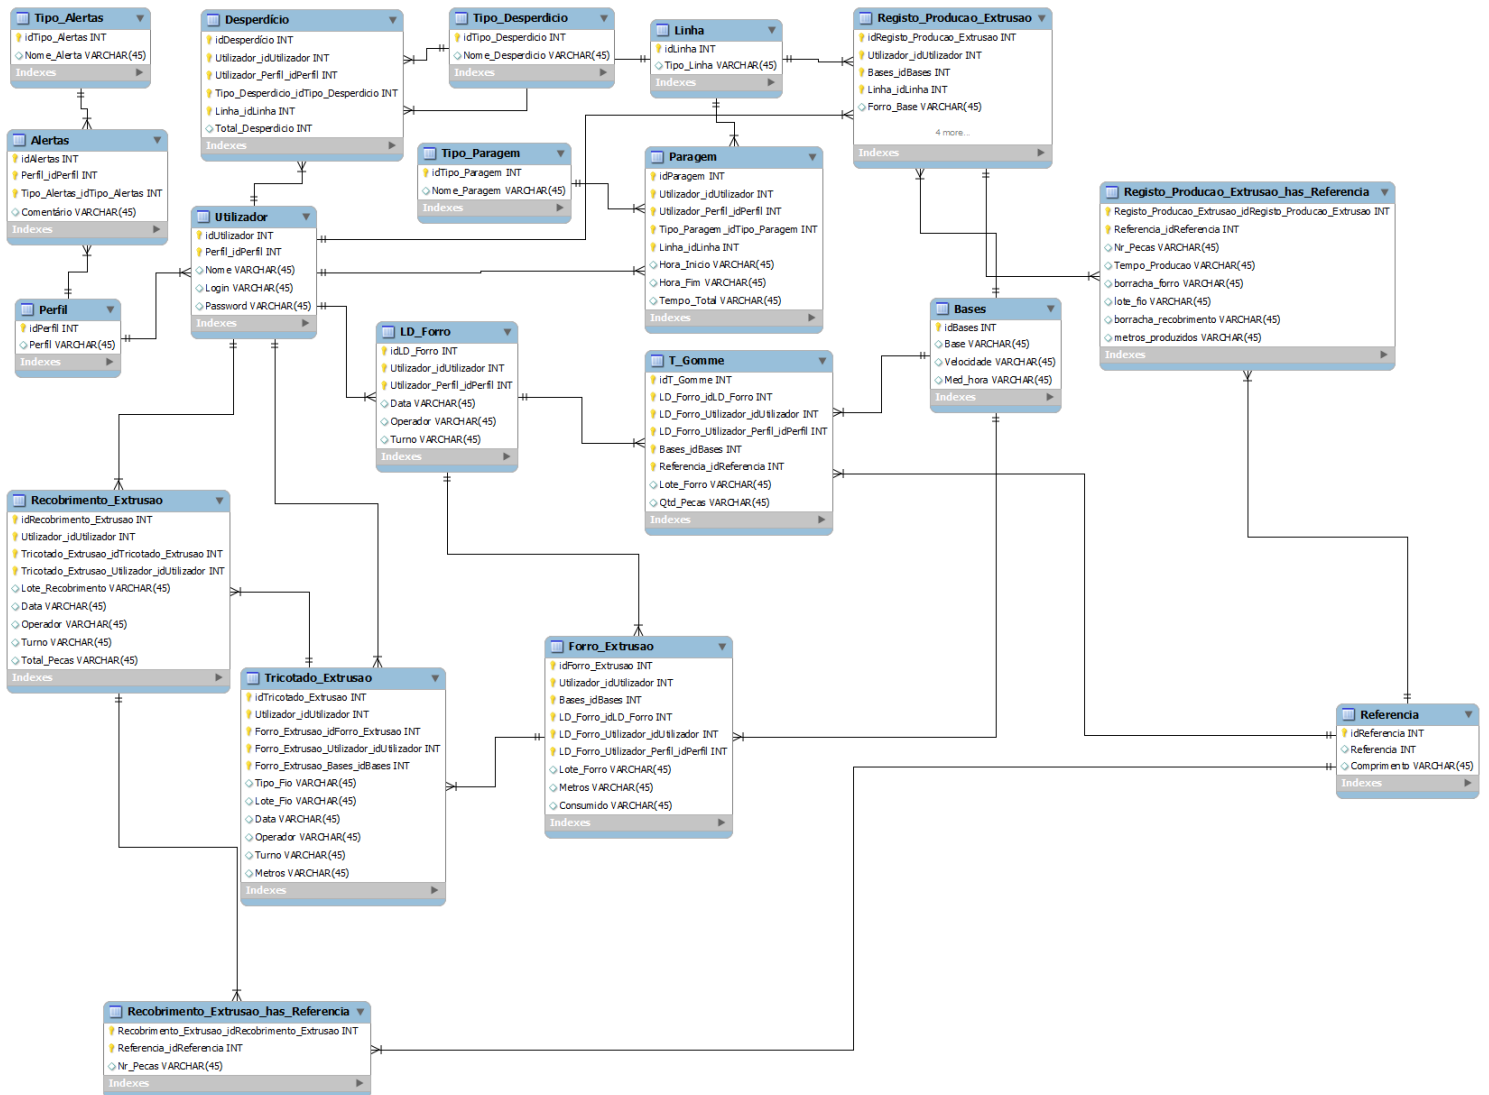 Tipo_Alertas
idTipo_Alertas INT
Nome_Alerta VARCHAR(45)
Indexes
Desperdício
idDesperdício INT
Utilizador_idUtilizador INT
Utilizador_Perfil_idPerfil INT
Tipo_Desperdicio_idTipo_Desperdicio INT
Linha_idLinha INT
Total_Desperdicio INT
Indexes
Tipo_Desperdicio
idTipo_Desperdicio INT
Nome_Desperdicio VARCHAR(45)
Indexes
Linha
idLinha INT
Tipo_Linha VARCHAR(45)
Indexes
Registo_Producao_Extrusao
idRegisto_Producao_Extrusao INT
Utilizador_idUtilizador INT
Bases_idBases INT
Linha_idLinha INT
Forro_Base VARCHAR(45)
4 more...
Indexes
Alertas
idAlertas INT
Perfil_idPerfil INT
Tipo_Alertas_idTipo_Alertas INT
Comentário VARCHAR(45)
Indexes
Tipo_Paragem
idTipo_Paragem INT
Nome_Paragem VARCHAR(45)
Indexes
Paragem
idParagem INT
Utilizador_idUtilizador INT
Utilizador_Perfil_idPerfil INT
Tipo_Paragem_idTipo_Paragem INT
Linha_idLinha INT
Hora_Inicio VARCHAR(45)
Hora_Fim VARCHAR(45)
Tempo_Total VARCHAR(45)
Indexes
Registo_Producao_Extrusao_has_Referencia
Registo_Producao_Extrusao_idRegisto_Producao_Extrusao INT
Referencia_idReferencia INT
Nr_Pecas VARCHAR(45)
Tempo_Producao VARCHAR(45)
borracha_forro VARCHAR(45)
lote_fio VARCHAR(45)
borracha_recobrimento VARCHAR(45)
metros_produzidos VARCHAR(45)
Indexes
Utilizador
idUtilizador INT
Perfil_idPerfil INT
Nome VARCHAR(45)
Login VARCHAR(45)
Password VARCHAR(45)
Indexes
Perfil
idPerfil INT
Perfil VARCHAR(45)
Indexes
LD_Forro
idLD_Forro INT
Utilizador_idUtilizador INT
Utilizador_Perfil_idPerfil INT
Data VARCHAR(45)
Operador VARCHAR(45)
Turno VARCHAR(45)
Indexes
T_Gomme
idT_Gomme INT
LD_Forro_idLD_Forro INT
LD_Forro_Utilizador_idUtilizador INT
LD_Forro_Utilizador_Perfil_idPerfil INT
Bases_idBases INT
Referencia_idReferencia INT
Lote_Forro VARCHAR(45)
Qtd_Pecas VARCHAR(45)
Indexes
Bases
idBases INT
Base VARCHAR(45)
Velocidade VARCHAR(45)
Med_hora VARCHAR(45)
Indexes
Recobrimento_Extrusao
idRecobrimento_Extrusao INT
Utilizador_idUtilizador INT
Tricotado_Extrusao_idTricotado_Extrusao INT
Tricotado_Extrusao_Utilizador_idUtilizador INT
Lote_Recobrimento VARCHAR(45)
Data VARCHAR(45)
Operador VARCHAR(45)
Turno VARCHAR(45)
Total_Pecas VARCHAR(45)
Indexes
Tricotado_Extrusao
idTricotado_Extrusao INT
Utilizador_idUtilizador INT
Forro_Extrusao_idForro_Extrusao INT
Forro_Extrusao_Utilizador_idUtilizador INT
Forro_Extrusao_Bases_idBases INT
Tipo_Fio VARCHAR(45)
Lote_Fio VARCHAR(45)
Data VARCHAR(45)
Operador VARCHAR(45)
Turno VARCHAR(45)
Metros VARCHAR(45)
Indexes
Forro_Extrusao
idForro_Extrusao INT
Utilizador_idUtilizador INT
Bases_idBases INT
LD_Forro_idLD_Forro INT
LD_Forro_Utilizador_idUtilizador INT
LD_Forro_Utilizador_Perfil_idPerfil INT
Lote_Forro VARCHAR(45)
Metros VARCHAR(45)
Consumido VARCHAR(45)
Indexes
Referencia
idReferencia INT
Referencia INT
Comprimento VARCHAR(45)
Indexes
Recobrimento_Extrusao_has_Referencia
Recobrimento_Extrusao_idRecobrimento_Extrusao INT
Referencia_idReferencia INT
Nr_Pecas VARCHAR(45)
Indexes